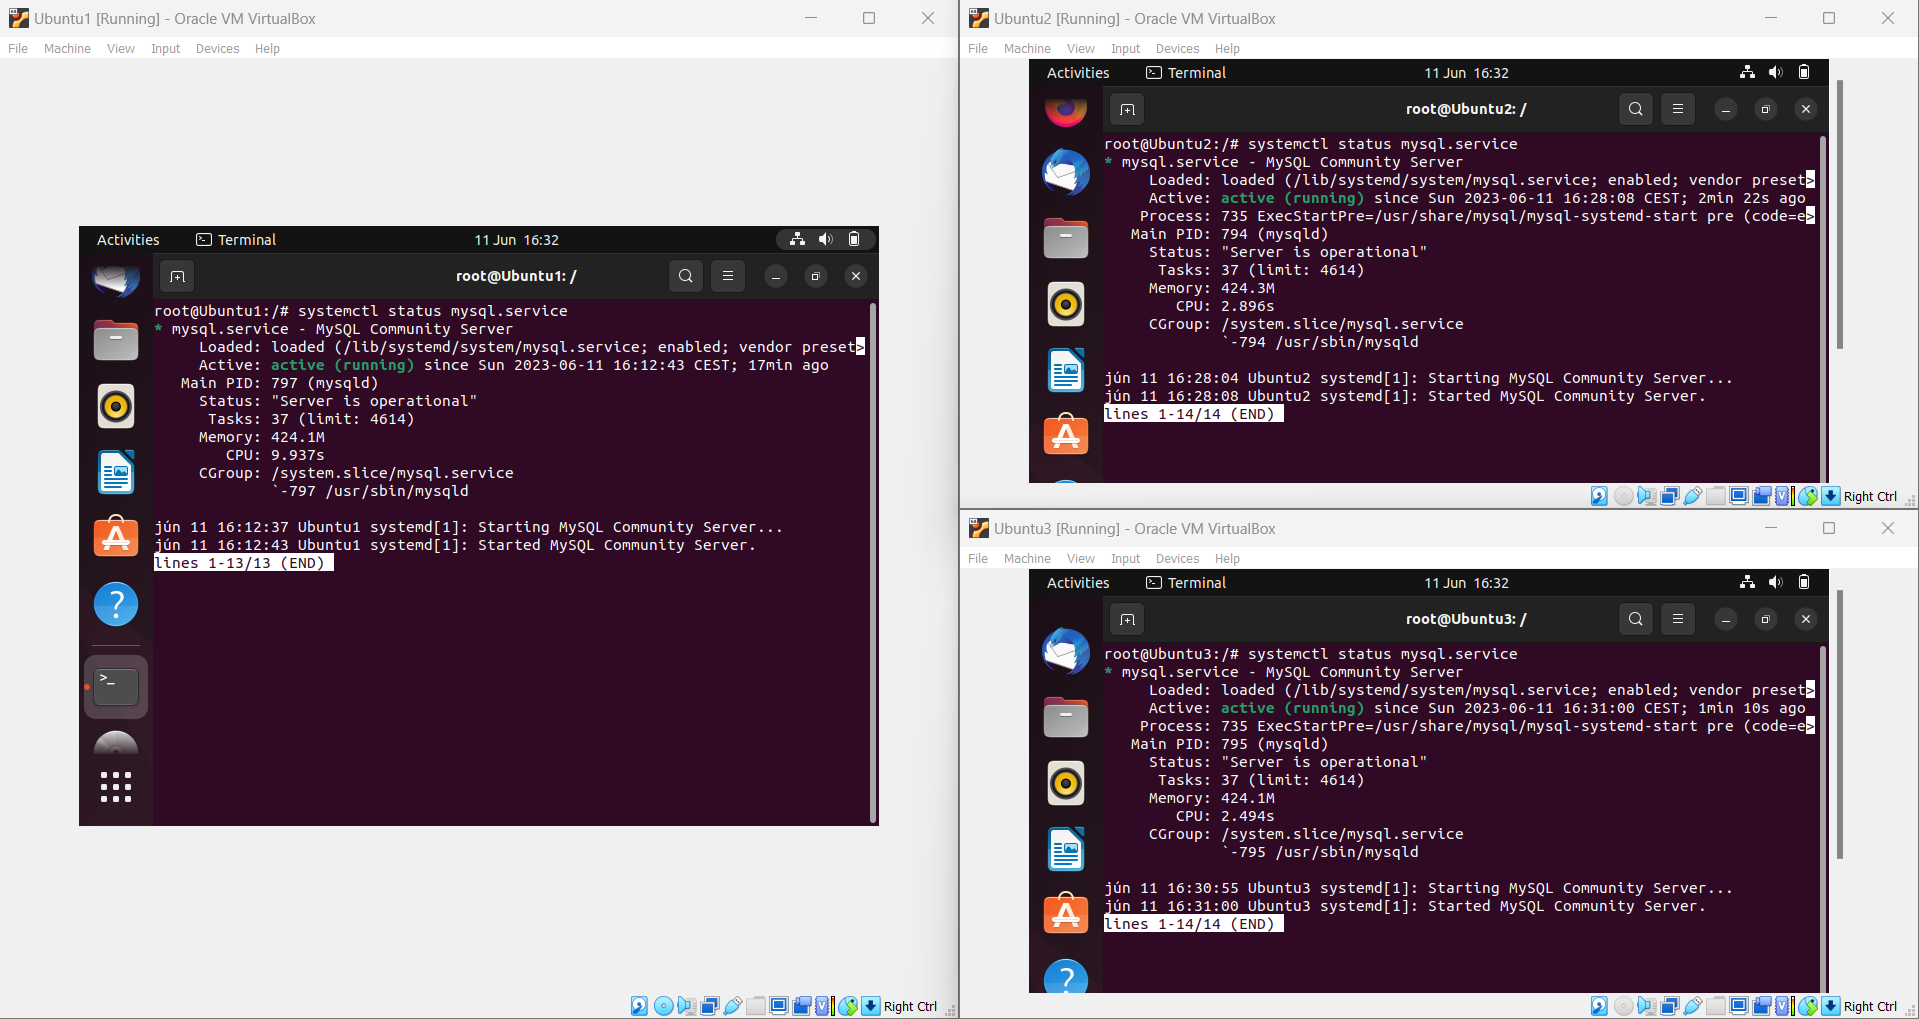 Ubuntu1 [Running] - Oracle VM VirtualBox
File Machine View Input Devices Help
Activities Terminal 11 Jun 16:32
root@Ubuntu1: /
root@Ubuntu1:/# systemctl status mysql.service
* mysql.service - MySQL Community Server
Loaded: loaded (/lib/systemd/system/mysql.service; enabled; vendor preset>
Active: active (running) since Sun 2023-06-11 16:12:43 CEST; 17min ago
Main PID: 797 (mysqld)
Status: "Server is operational"
Tasks: 37 (limit: 4614)
Memory: 424.1M
CPU: 9.937s
CGroup: /system.slice/mysql.service
`-797 /usr/sbin/mysqld
jún 11 16:12:37 Ubuntu1 systemd[1]: Starting MySQL Community Server...
jún 11 16:12:43 Ubuntu1 systemd[1]: Started MySQL Community Server.
lines 1-13/13 (END)
Right Ctrl
Ubuntu2 [Running] - Oracle VM VirtualBox
File Machine View Input Devices Help
Activities Terminal 11 Jun 16:32
root@Ubuntu2: /
root@Ubuntu2:/# systemctl status mysql.service
* mysql.service - MySQL Community Server
Loaded: loaded (/lib/systemd/system/mysql.service; enabled; vendor preset>
Active: active (running) since Sun 2023-06-11 16:28:08 CEST; 2min 22s ago
Process: 735 ExecStartPre=/usr/share/mysql/mysql-systemd-start pre (code=e>
Main PID: 794 (mysqld)
Status: "Server is operational"
Tasks: 37 (limit: 4614)
Memory: 424.3M
CPU: 2.896s
CGroup: /system.slice/mysql.service
`-794 /usr/sbin/mysqld
jún 11 16:28:04 Ubuntu2 systemd[1]: Starting MySQL Community Server...
jún 11 16:28:08 Ubuntu2 systemd[1]: Started MySQL Community Server.
lines 1-14/14 (END)
Right Ctrl
Ubuntu3 [Running] - Oracle VM VirtualBox
File Machine View Input Devices Help
Activities Terminal 11 Jun 16:32
root@Ubuntu3: /
root@Ubuntu3:/# systemctl status mysql.service
* mysql.service - MySQL Community Server
Loaded: loaded (/lib/systemd/system/mysql.service; enabled; vendor preset>
Active: active (running) since Sun 2023-06-11 16:31:00 CEST; 1min 10s ago
Process: 735 ExecStartPre=/usr/share/mysql/mysql-systemd-start pre (code=e>
Main PID: 795 (mysqld)
Status: "Server is operational"
Tasks: 37 (limit: 4614)
Memory: 424.1M
CPU: 2.494s
CGroup: /system.slice/mysql.service
`-795 /usr/sbin/mysqld
jún 11 16:30:55 Ubuntu3 systemd[1]: Starting MySQL Community Server...
jún 11 16:31:00 Ubuntu3 systemd[1]: Started MySQL Community Server.
lines 1-14/14 (END)
Right Ctrl